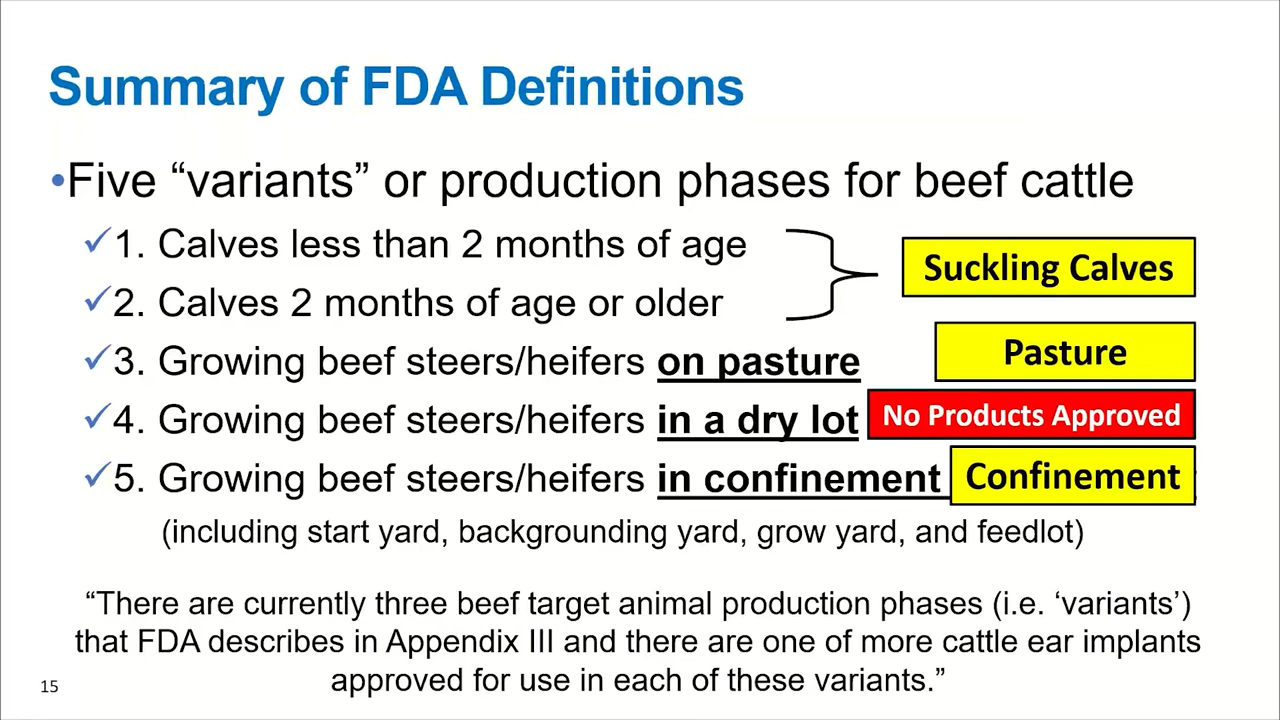 Summary of FDA Definitions
•Five “variants” or production phases for beef cattle
✓1. Calves less than 2 months of age
✓2. Calves 2 months of age or older
Suckling Calves
✓3. Growing beef steers/heifers on pasture
Pasture
✓4. Growing beef steers/heifers in a dry lot
No Products Approved
✓5. Growing beef steers/heifers in confinement
Confinement
(including start yard, backgrounding yard, grow yard, and feedlot)
“There are currently three beef target animal production phases (i.e. ‘variants’)
that FDA describes in Appendix III and there are one of more cattle ear implants
approved for use in each of these variants.”
15